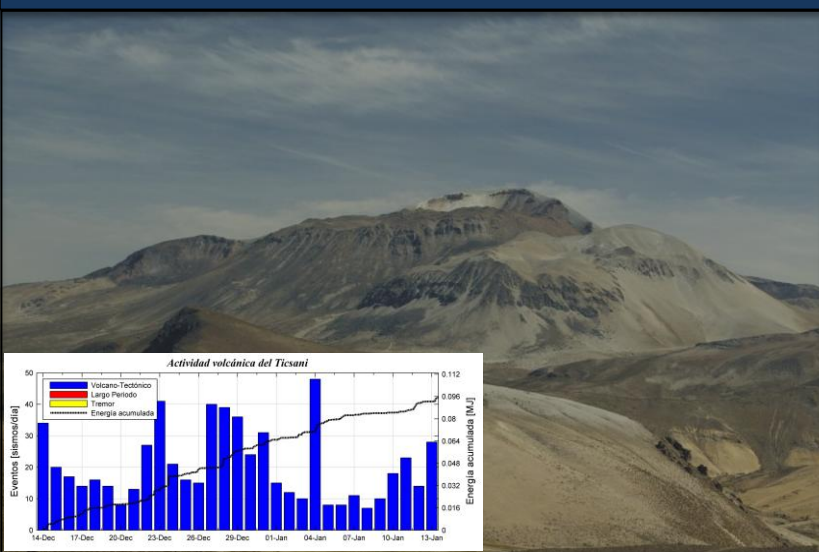 Actividad volcánica del Ticsani
Volcano-Tectónico
Largo Periodo
Tremor
Energía acumulada
Eventos [sismos/día]
50
40
30
20
10
0
14-Dec 17-Dec 20-Dec 23-Dec 26-Dec 29-Dec 01-Jan 04-Jan 07-Jan 10-Jan 13-Jan
0.112
0.096
0.08
0.064
0.048
0.032
0.016
0
Energía acumulada [MJ]